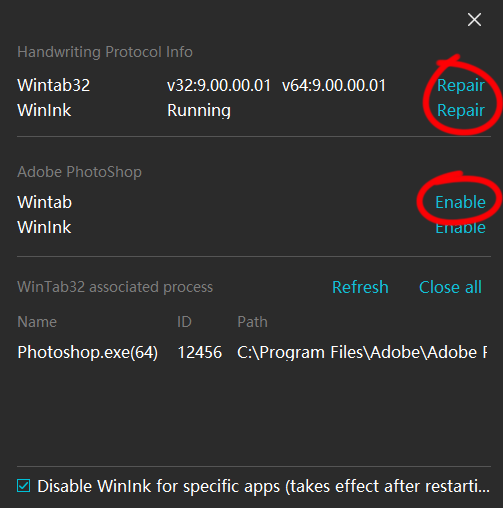 Handwriting Protocol Info
Wintab32 v32:9.00.00.01 v64:9.00.00.01 Repair
WinInk Running Repair
Adobe PhotoShop
Wintab Enable
WinInk Enable
WinTab32 associated process Refresh Close all
Name ID Path
Photoshop.exe(64) 12456 C:\Program Files\Adobe\Adobe P
Disable WinInk for specific apps (takes effect after restarti...